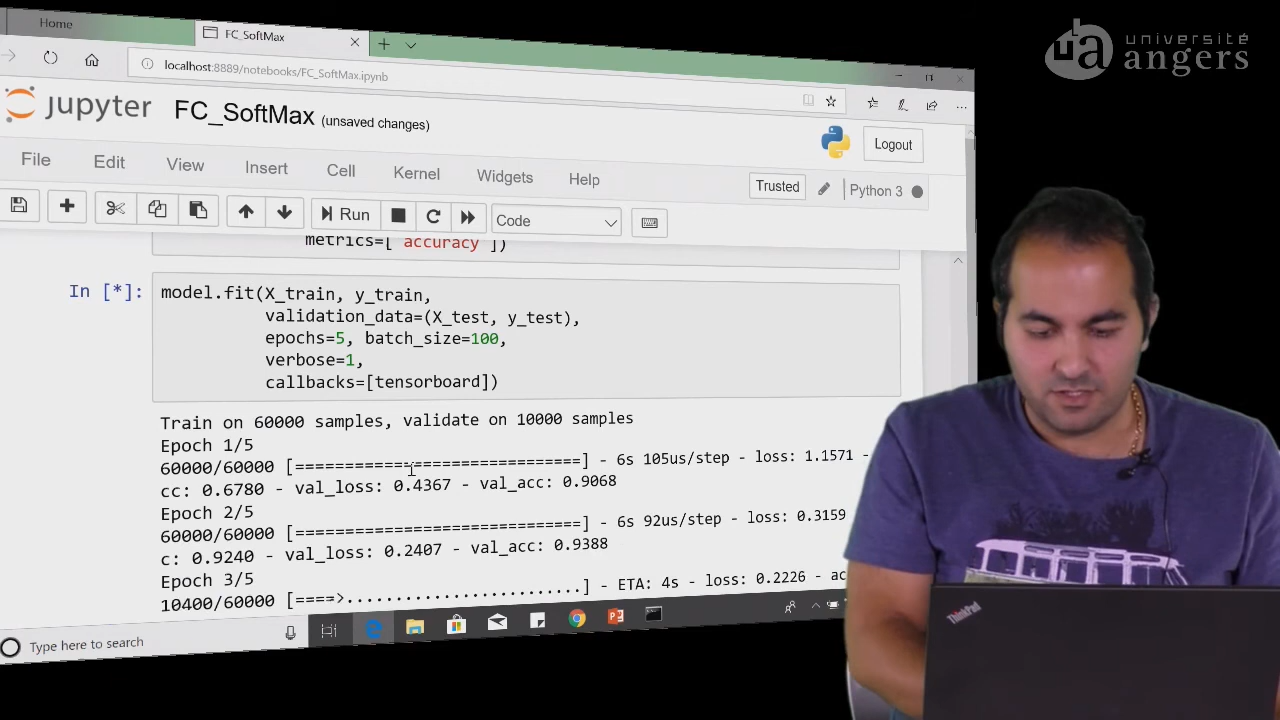 Home
FC_SoftMax
localhost:8889/notebooks/FC_SoftMax.ipynb
université
angers
jupyter FC_SoftMax (unsaved changes)
Logout
File Edit View Insert Cell Kernel Widgets Help
Trusted Python 3
Run Code
metrics=['accuracy'])
In [*]: model.fit(X_train, y_train,
validation_data=(X_test, y_test),
epochs=5, batch_size=100,
verbose=1,
callbacks=[tensorboard])
Train on 60000 samples, validate on 10000 samples
Epoch 1/5
60000/60000 [==============================] - 6s 105us/step - loss: 1.1571 -
cc: 0.6780 - val_loss: 0.4367 - val_acc: 0.9068
Epoch 2/5
60000/60000 [==============================] - 6s 92us/step - loss: 0.3159
c: 0.9240 - val_loss: 0.2407 - val_acc: 0.9388
Epoch 3/5
10400/60000 [====>.........................] - ETA: 4s - loss: 0.2226 - ac
Type here to search
ThinkPad